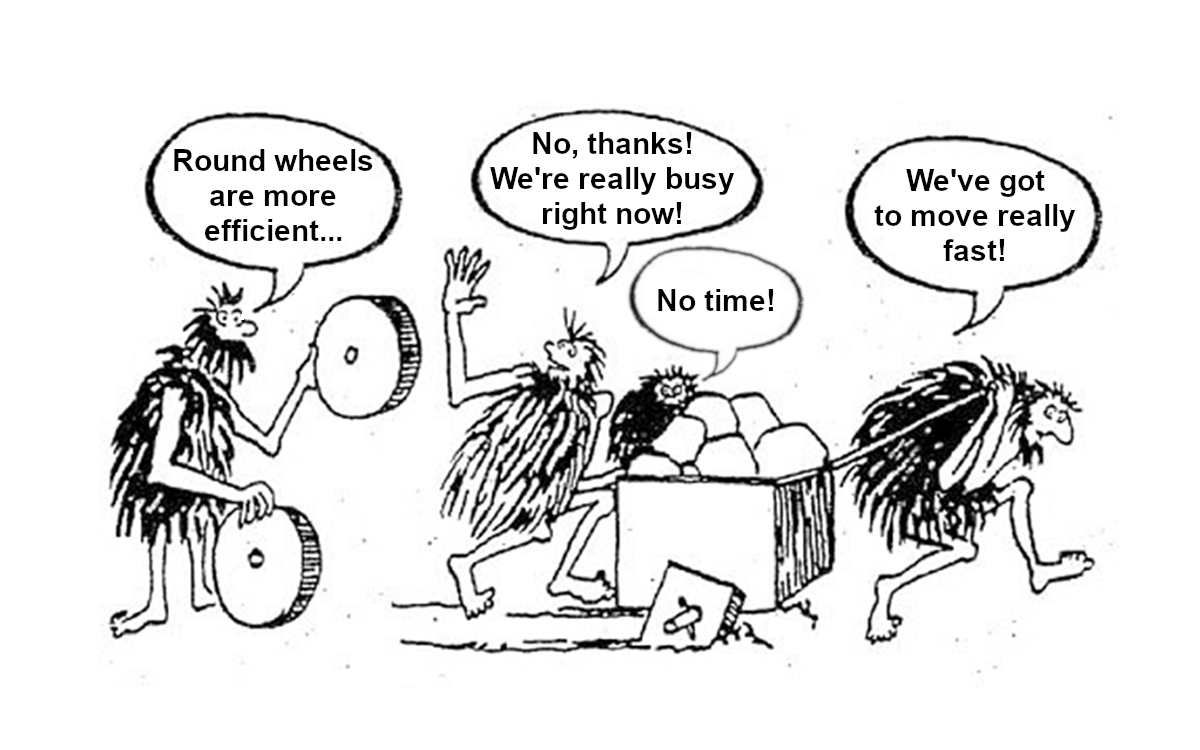 Round wheels
are more
efficient...
No, thanks!
We're really busy
right now!
No time!
We've got
to move really
fast!